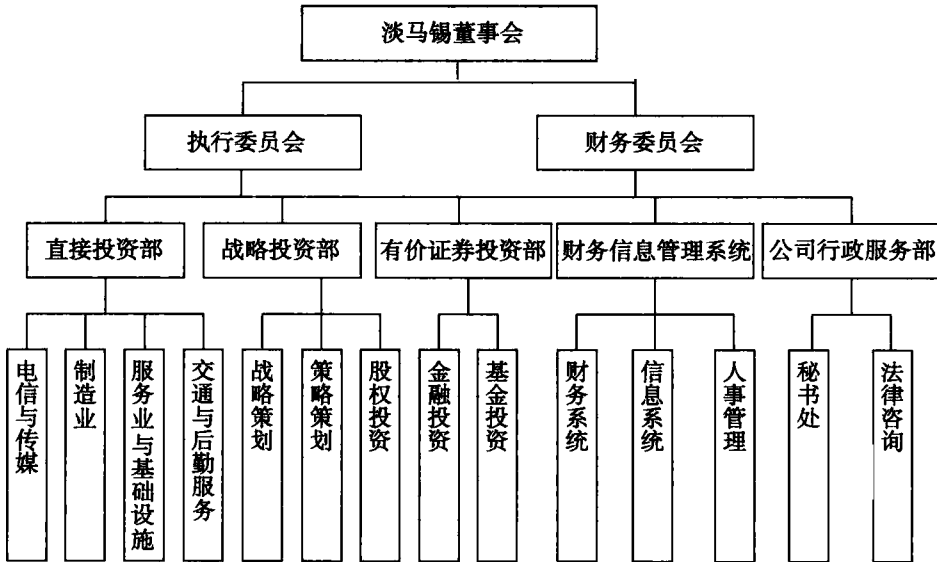 淡马锡董事会
执行委员会
财务委员会
直接投资部
战略投资部
有价证券投资部
财务信息管理系统
公司行政服务部
电信与传媒
制造业
服务业与基础设施
交通与后勤服务
战略策划
策略策划
股权投资
金融投资
基金投资
财务系统
信息系统
人事管理
秘书处
法律咨询